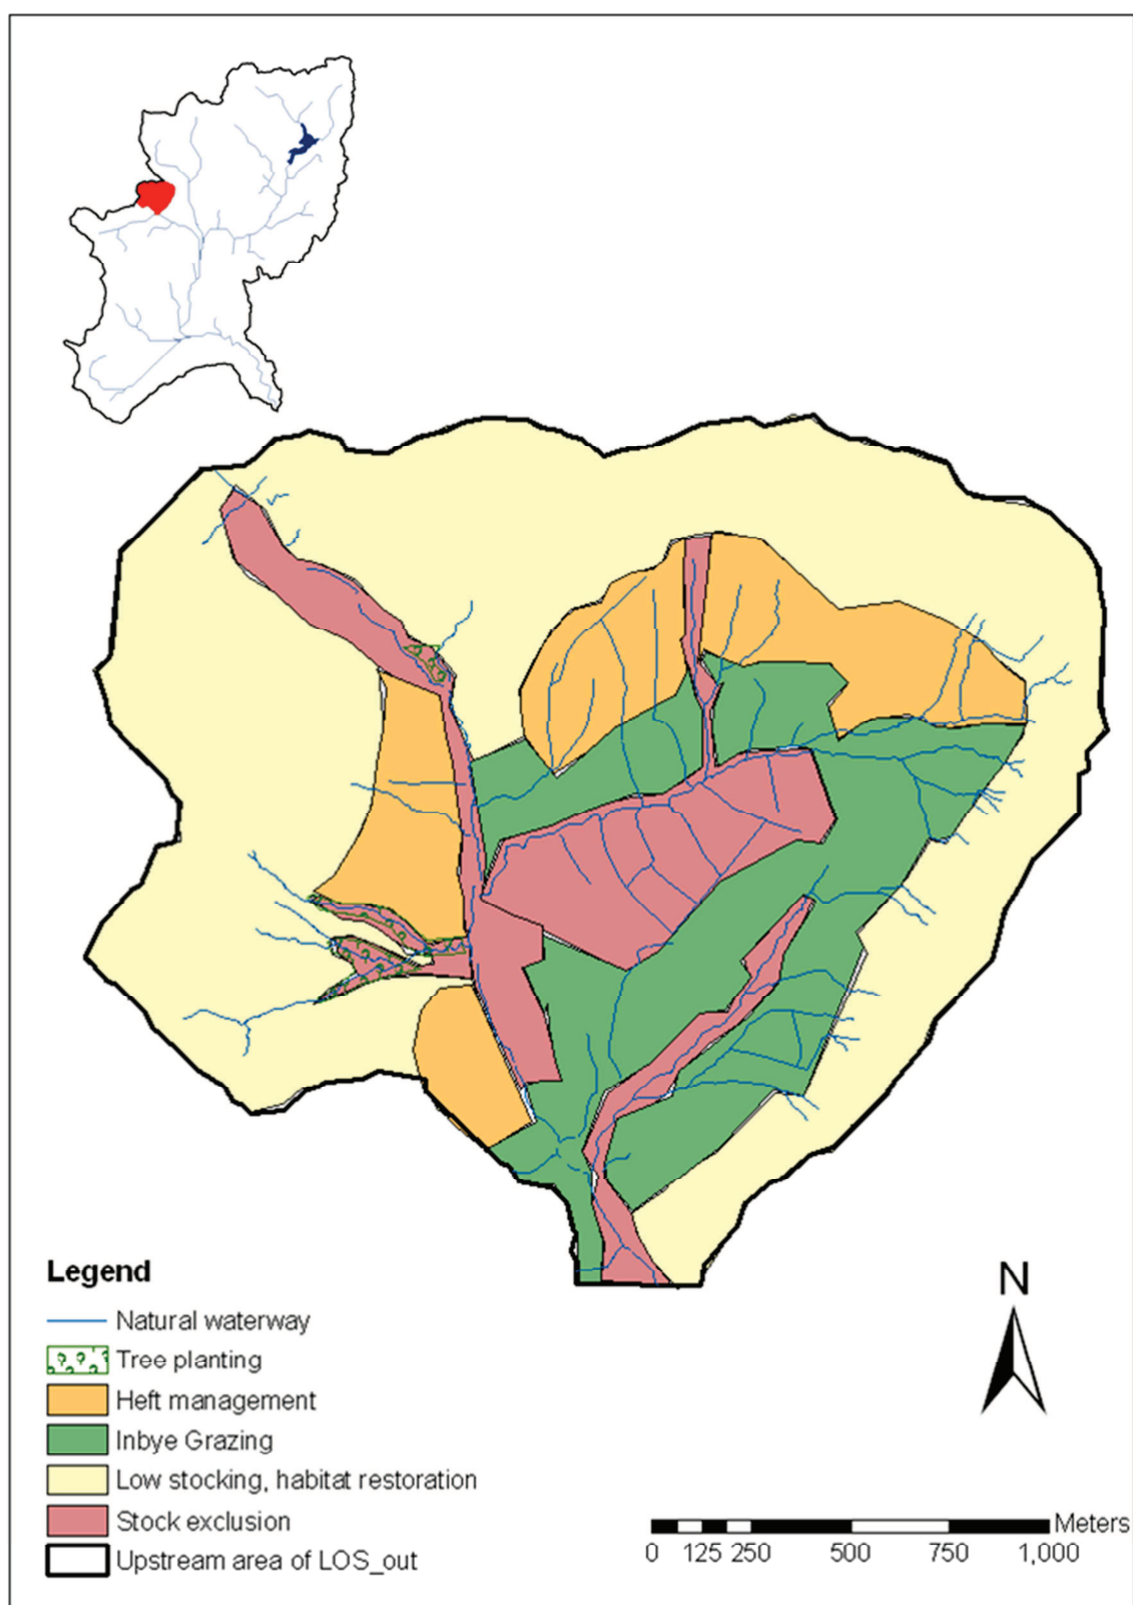 Legend
Natural waterway
Tree planting
Heft management
Inbye Grazing
Low stocking, habitat restoration
Stock exclusion
Upstream area of LOS_out
N
Meters
0 125 250 500 750 1,000